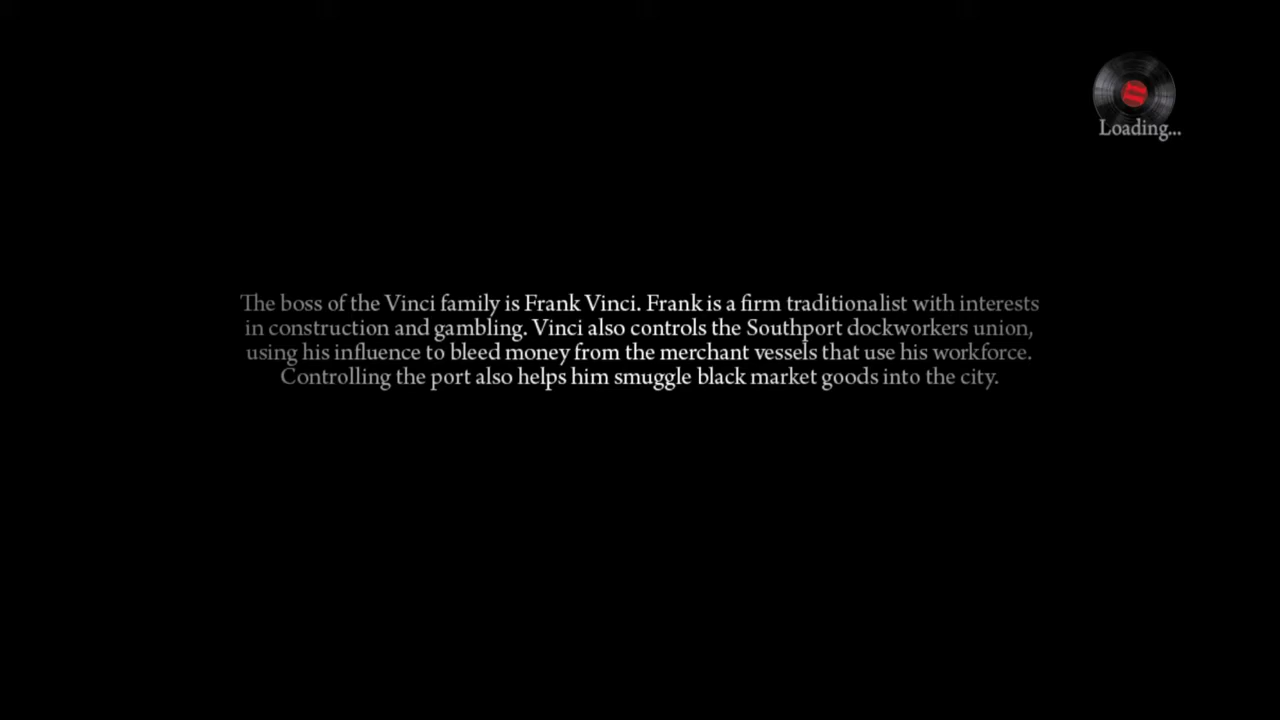 Loading...
The boss of the Vinci family is Frank Vinci. Frank is a firm traditionalist with interests
in construction and gambling. Vinci also controls the Southport dockworkers union,
using his influence to bleed money from the merchant vessels that use his workforce.
Controlling the port also helps him smuggle black market goods into the city.